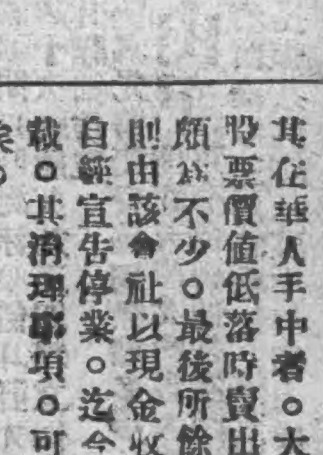 其在華人手中者。大
股票價值低落時賣出
頗為不少。最後所餘
則由該會社以現金收
自經宣告停業。迄今
載。其清理事項。可
矣。